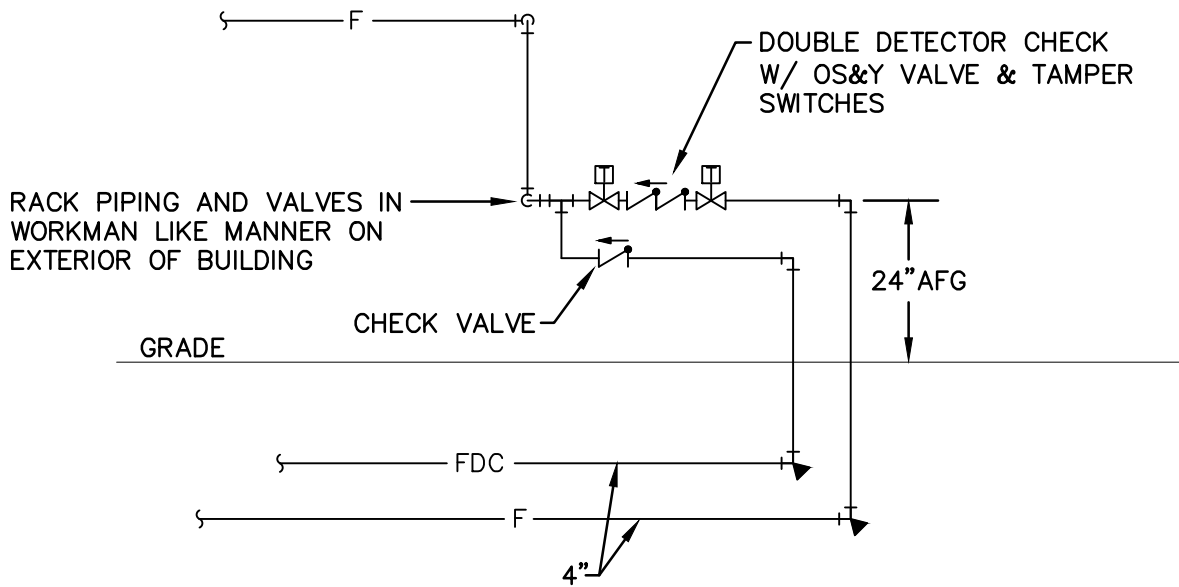 F
DOUBLE DETECTOR CHECK
W/ OS&Y VALVE & TAMPER
SWITCHES
RACK PIPING AND VALVES IN
WORKMAN LIKE MANNER ON
EXTERIOR OF BUILDING
24" AFG
CHECK VALVE
GRADE
FDC
F
4"